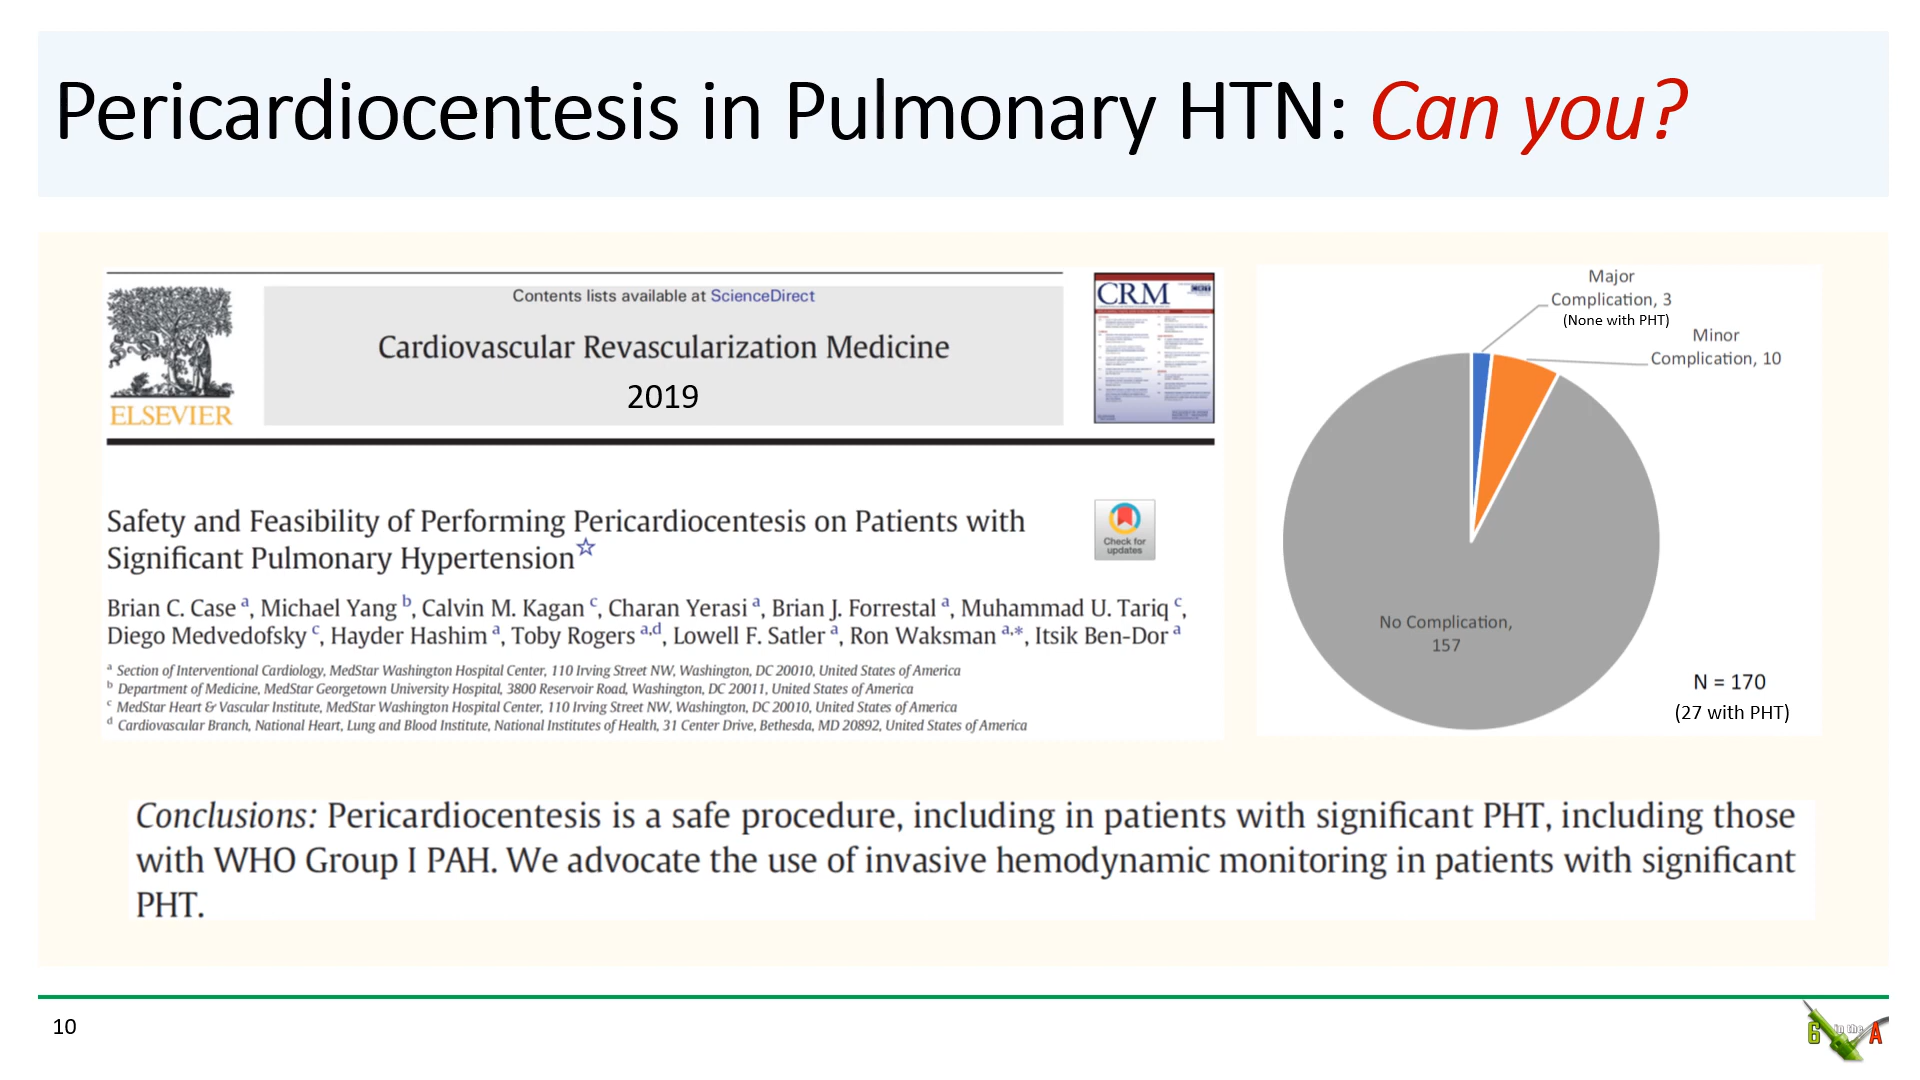 Pericardiocentesis in Pulmonary HTN: Can you?
Contents lists available at ScienceDirect
Cardiovascular Revascularization Medicine
2019
ELSEVIER
CRM
Safety and Feasibility of Performing Pericardiocentesis on Patients with
Significant Pulmonary Hypertension☆
Check for
updates
Brian C. Case a, Michael Yang b, Calvin M. Kagan c, Charan Yerasi a, Brian J. Forrestal a, Muhammad U. Tariq c,
Diego Medvedofsky c, Hayder Hashim a, Toby Rogers a,d, Lowell F. Satler a, Ron Waksman a,*, Itsik Ben-Dor a
a Section of Interventional Cardiology, MedStar Washington Hospital Center, 110 Irving Street NW, Washington, DC 20010, United States of America
b Department of Medicine, MedStar Georgetown University Hospital, 3800 Reservoir Road, Washington, DC 20011, United States of America
c MedStar Heart & Vascular Institute, MedStar Washington Hospital Center, 110 Irving Street NW, Washington, DC 20010, United States of America
d Cardiovascular Branch, National Heart, Lung and Blood Institute, National Institutes of Health, 31 Center Drive, Bethesda, MD 20892, United States of America
Major
Complication, 3
(None with PHT)
Minor
Complication, 10
No Complication,
157
N = 170
(27 with PHT)
Conclusions: Pericardiocentesis is a safe procedure, including in patients with significant PHT, including those
with WHO Group I PAH. We advocate the use of invasive hemodynamic monitoring in patients with significant
PHT.
10
6 in the A